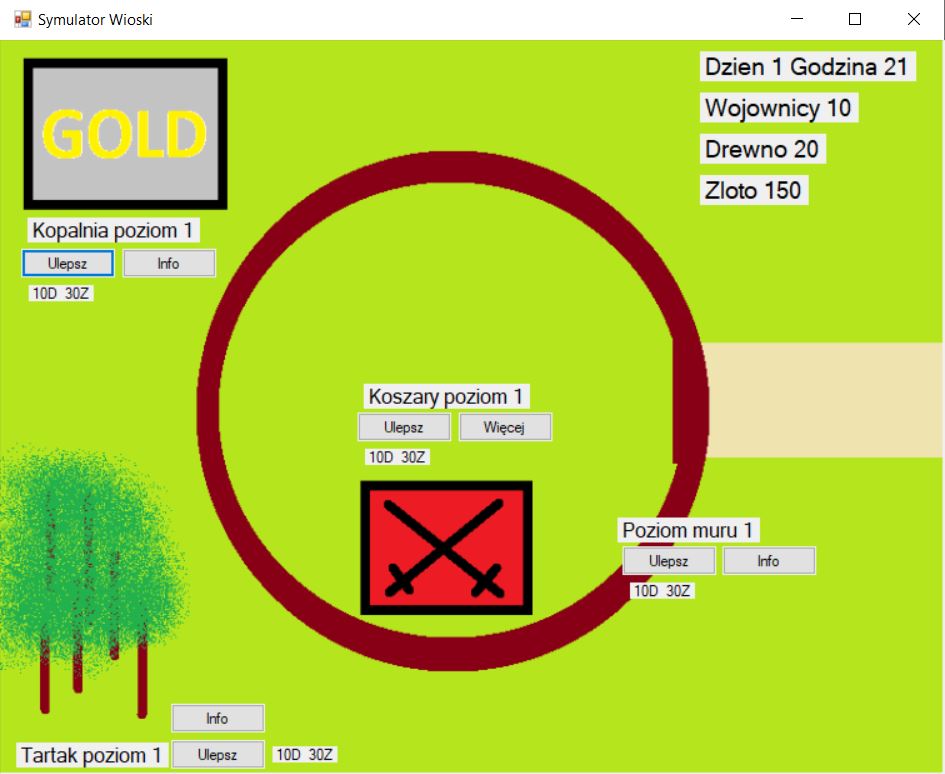 Symulator Wioski
Dzien 1 Godzina 21
Wojownicy 10
Drewno 20
Zloto 150
GOLD
Kopalnia poziom 1
Ulepsz Info
10D 30Z
Koszary poziom 1
Ulepsz Więcej
10D 30Z
Poziom muru 1
Ulepsz Info
10D 30Z
Info
Tartak poziom 1 Ulepsz 10D 30Z